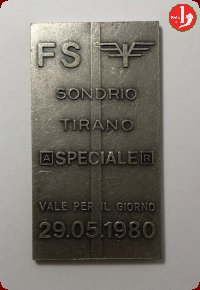 FS
SONDRIO
TIRANO
A SPECIALE R
VALE PER IL GIORNO
29.05.1980